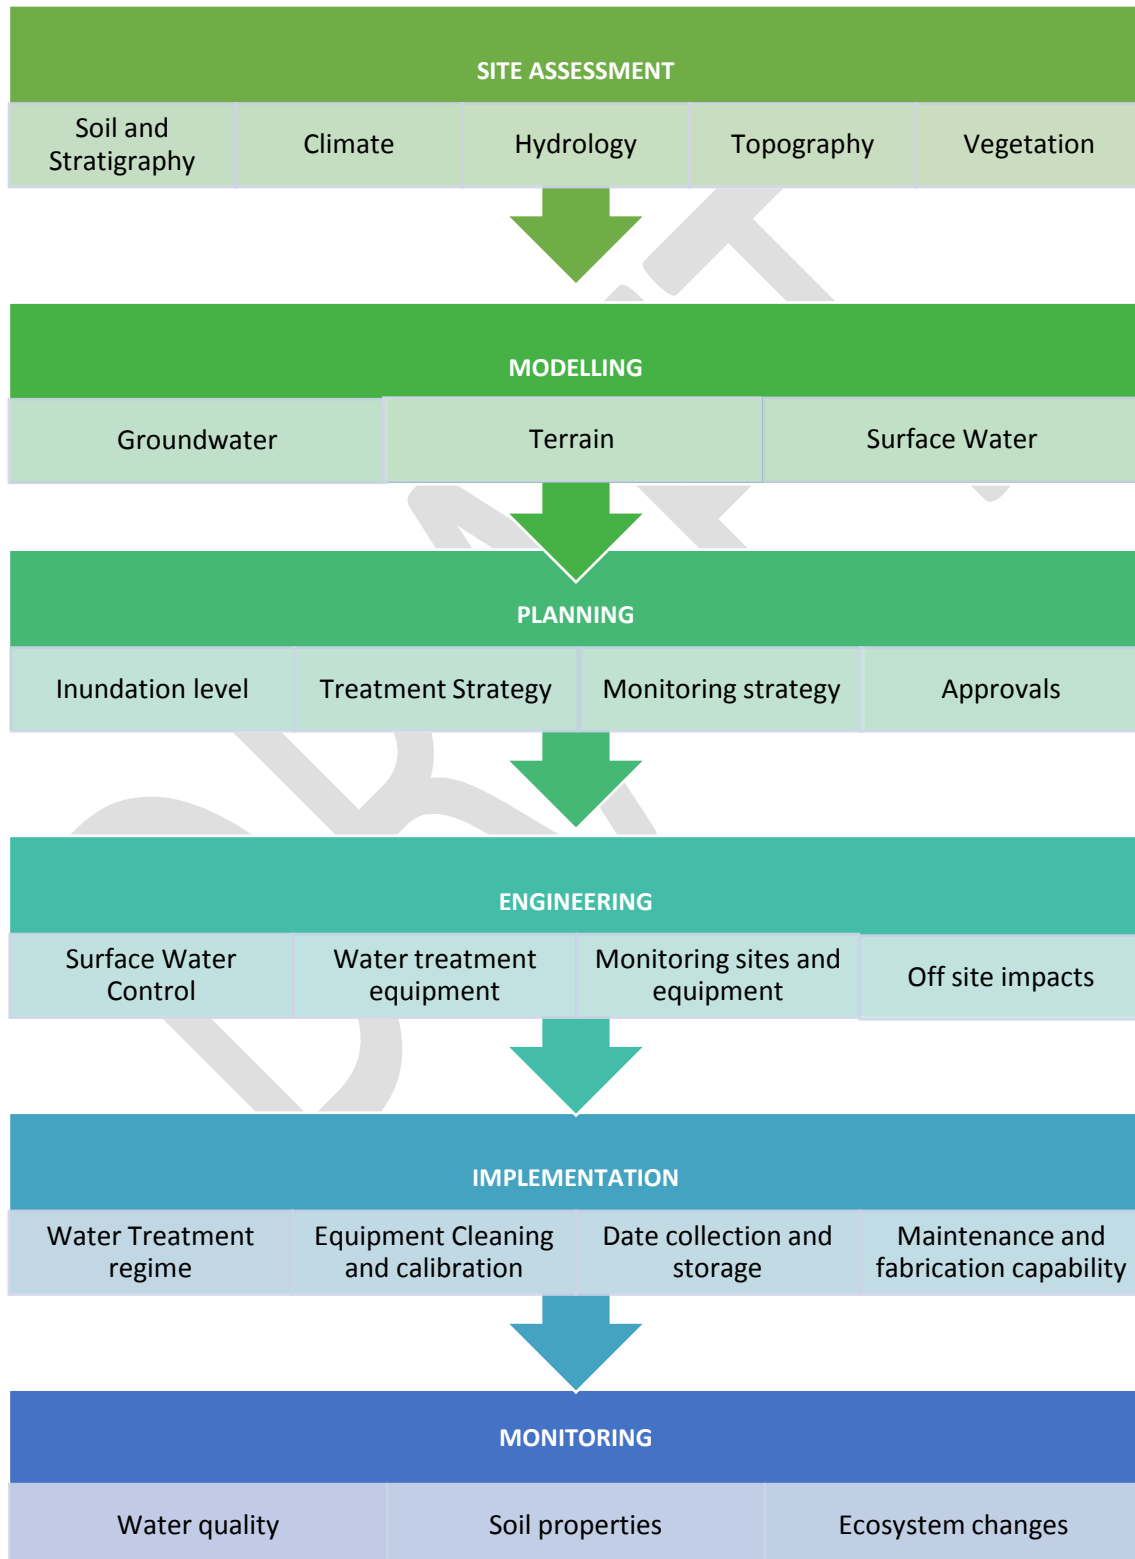 SITE ASSESSMENT
Soil and
Stratigraphy
Climate
Hydrology
Topography
Vegetation
MODELLING
Groundwater
Terrain
Surface Water
PLANNING
Inundation level
Treatment Strategy
Monitoring strategy
Approvals
ENGINEERING
Surface Water
Control
Water treatment
equipment
Monitoring sites and
equipment
Off site impacts
IMPLEMENTATION
Water Treatment
regime
Equipment Cleaning
and calibration
Date collection and
storage
Maintenance and
fabrication capability
MONITORING
Water quality
Soil properties
Ecosystem changes
DRAFT